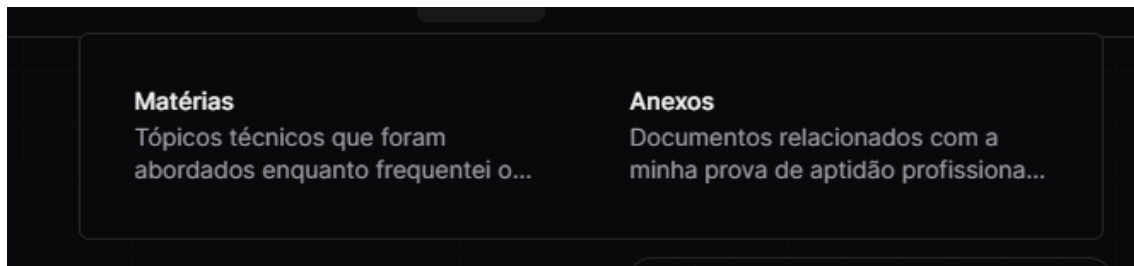 Matérias
Tópicos técnicos que foram
abordados enquanto frequentei o...
Anexos
Documentos relacionados com a
minha prova de aptidão profissiona...